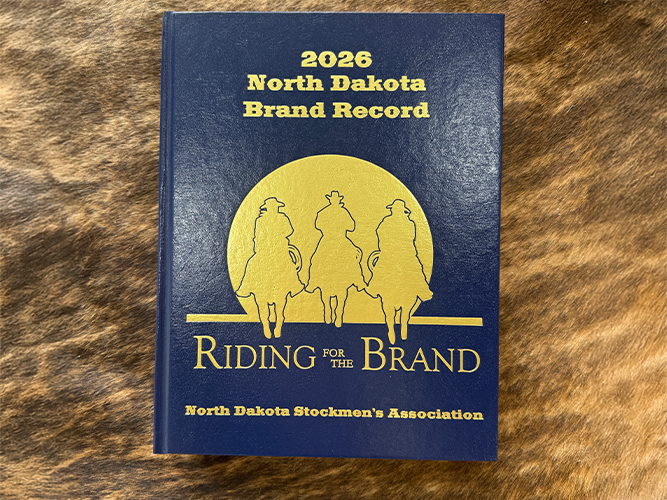 2026
North Dakota
Brand Record
RIDING FOR THE BRAND
North Dakota Stockmen's Association